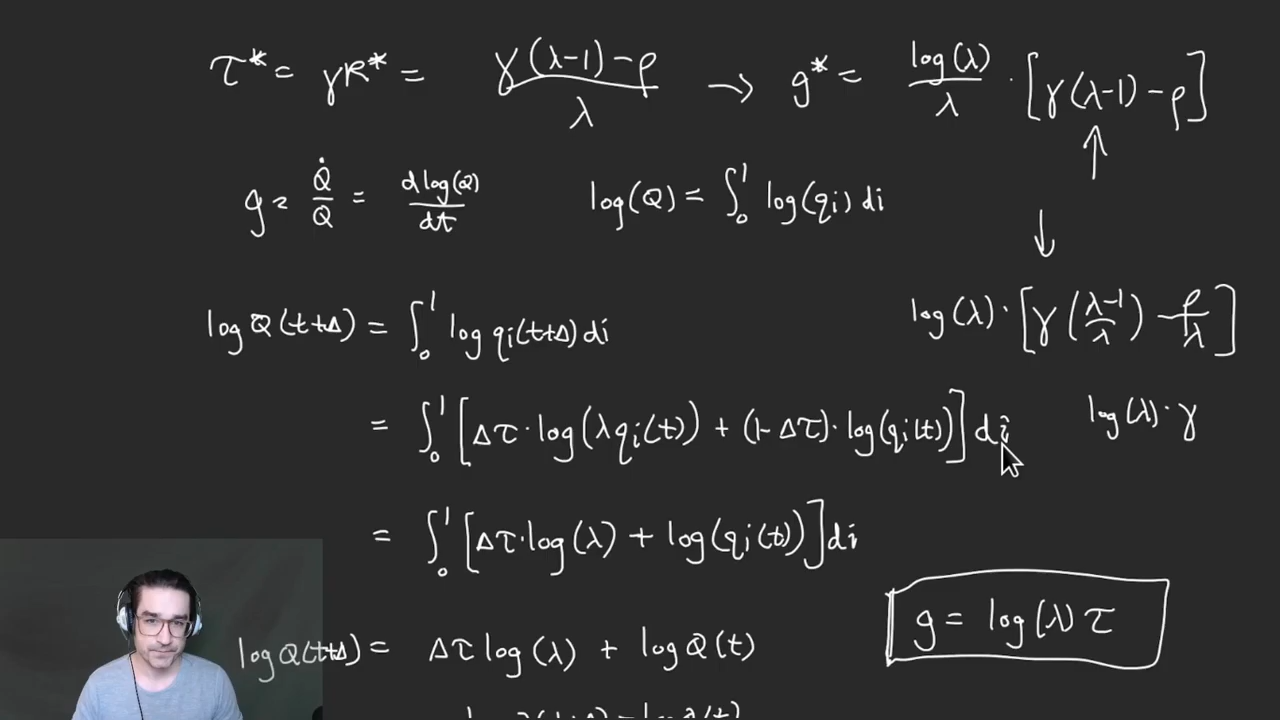 τ* = γR* = γ(λ-1)-ρ / λ → g* = log(λ)/λ · [γ(λ-1)-ρ]
g = Q̇/Q = dlog(Q)/dt log(Q) = ∫₀¹ log(qi) di
↑
↓
log Q(t+Δ) = ∫₀¹ log qi(t+Δ) di
log(λ) · [γ(λ-1/λ) - ρ/λ]
= ∫₀¹ [Δτ · log(λqi(t)) + (1-Δτ) · log(qi(t))] di
log(λ) · γ
= ∫₀¹ [Δτ · log(λ) + log(qi(t))] di
g = log(λ) τ
log Q(t+Δ) = Δτ log(λ) + log Q(t)